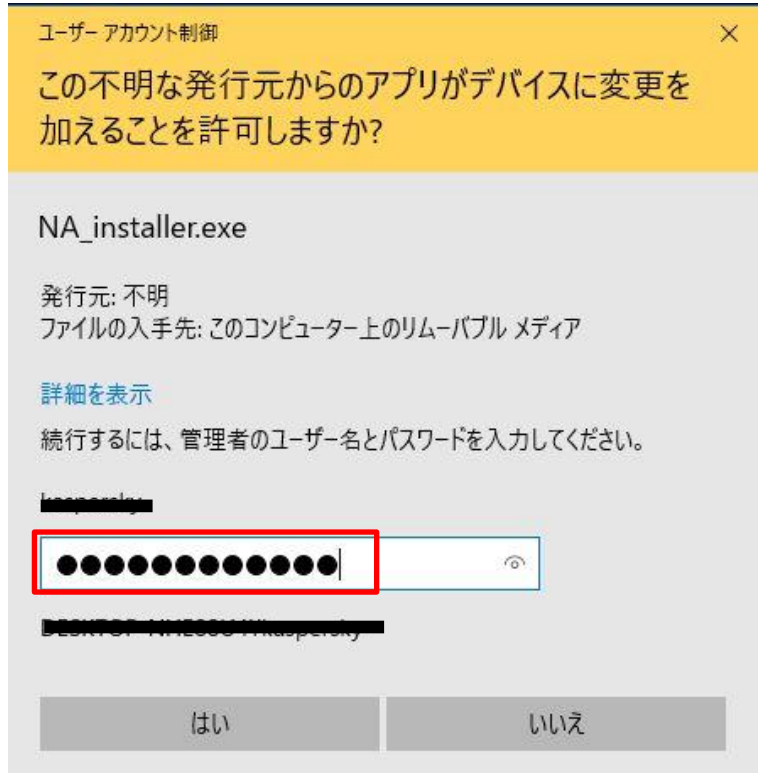 ユーザー アカウント制御
この不明な発行元からのアプリがデバイスに変更を
加えることを許可しますか?
NA_installer.exe
発行元: 不明
ファイルの入手先: このコンピューター上のリムーバブル メディア
詳細を表示
続行するには、管理者のユーザー名とパスワードを入力してください。
●●●●●●●●●●●●
はい
いいえ